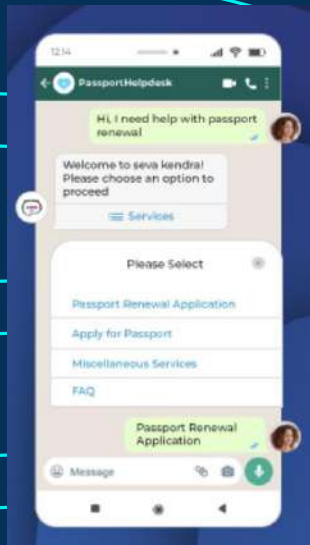 12:14
PassportHelpdesk
Hi, I need help with passport
renewal
Welcome to seva kendra!
Please choose an option to
proceed
Services
Please Select
Passport Renewal Application
Apply for Passport
Miscellaneous Services
FAQ
Passport Renewal
Application
Message